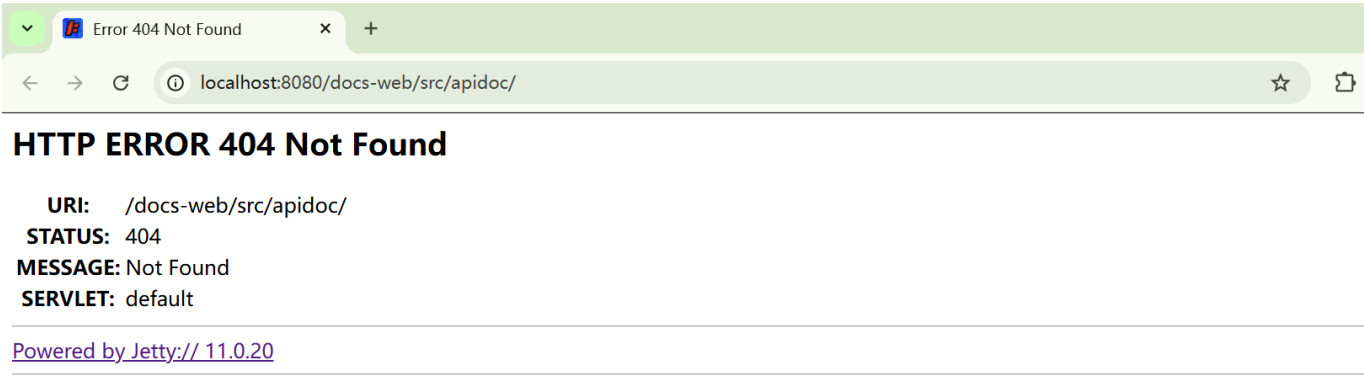 Error 404 Not Found
localhost:8080/docs-web/src/apidoc/
HTTP ERROR 404 Not Found
URI: /docs-web/src/apidoc/
STATUS: 404
MESSAGE: Not Found
SERVLET: default
Powered by Jetty:// 11.0.20